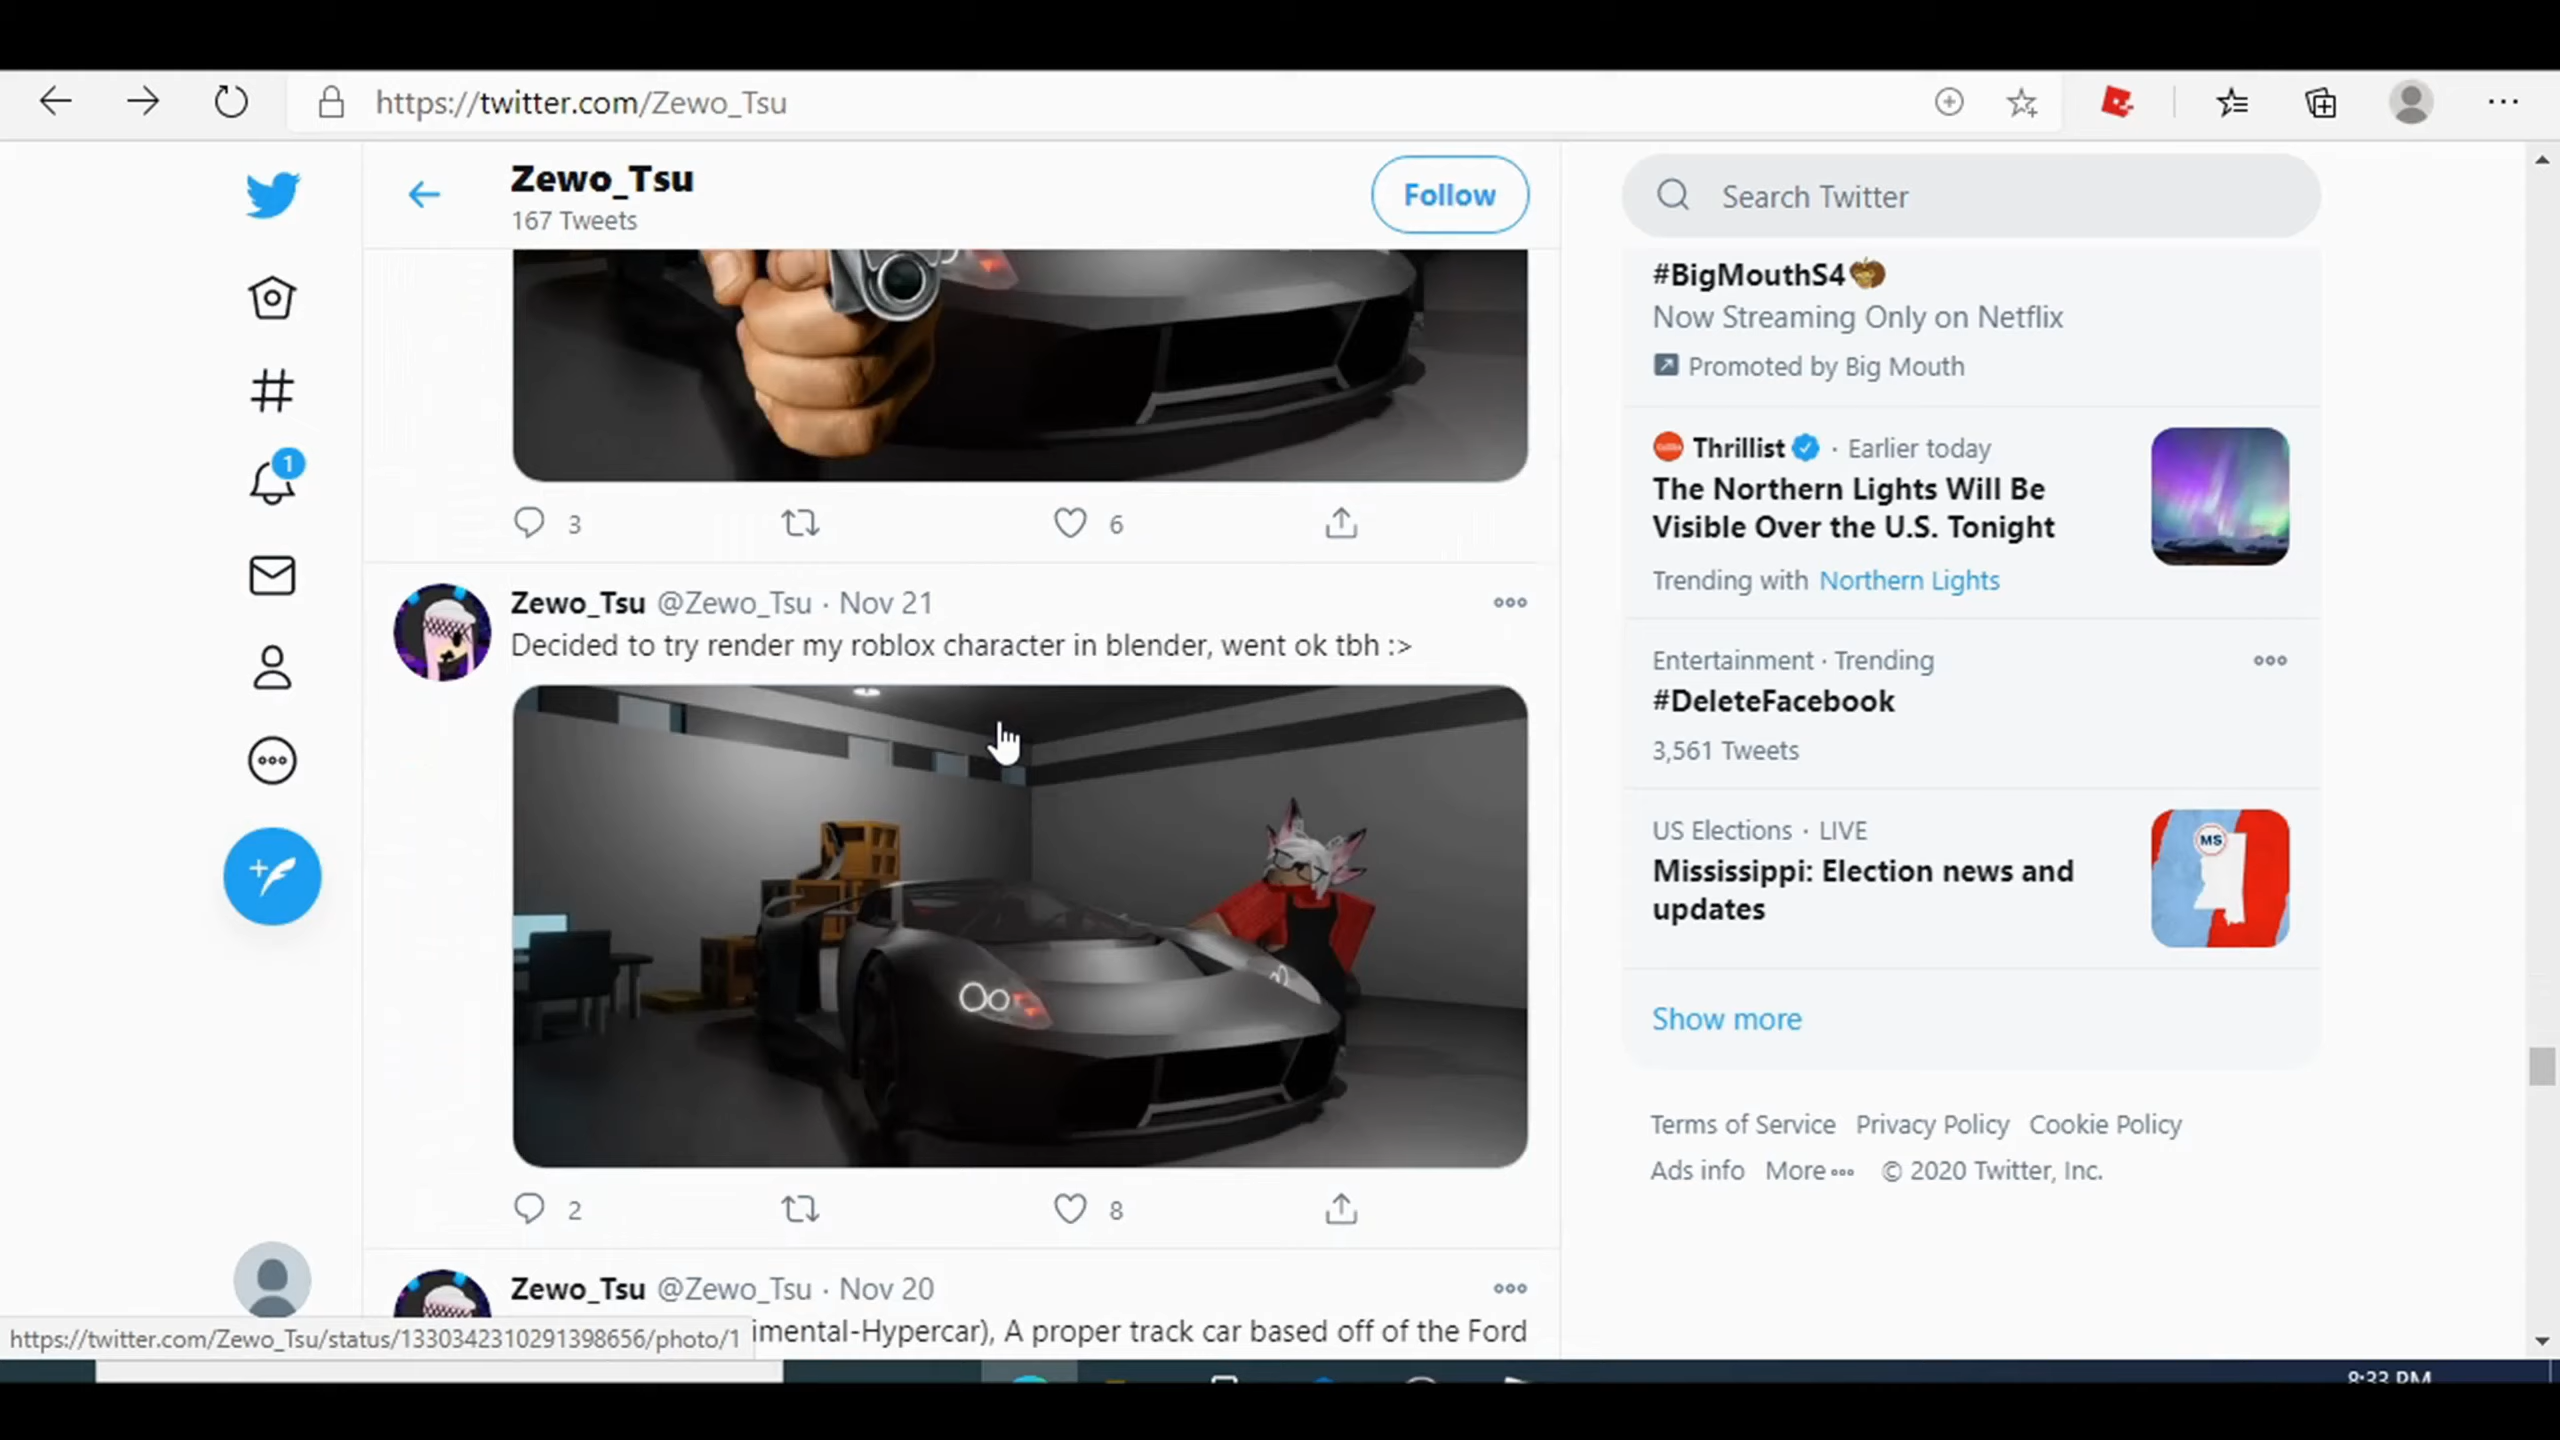 https://twitter.com/Zewo_Tsu
Zewo_Tsu
167 Tweets
Follow
Search Twitter
#BigMouthS4
Now Streaming Only on Netflix
Promoted by Big Mouth
Thrillist · Earlier today
The Northern Lights Will Be
Visible Over the U.S. Tonight
Trending with Northern Lights
Entertainment · Trending
#DeleteFacebook
3,561 Tweets
US Elections · LIVE
Mississippi: Election news and
updates
MS
Show more
Terms of Service Privacy Policy Cookie Policy
Ads info More © 2020 Twitter, Inc.
1
3 6
Zewo_Tsu @Zewo_Tsu · Nov 21
Decided to try render my roblox character in blender, went ok tbh :>
2 8
Zewo_Tsu @Zewo_Tsu · Nov 20
imental-Hypercar), A proper track car based off of the Ford
https://twitter.com/Zewo_Tsu/status/1330342310291398656/photo/1
8:33 PM